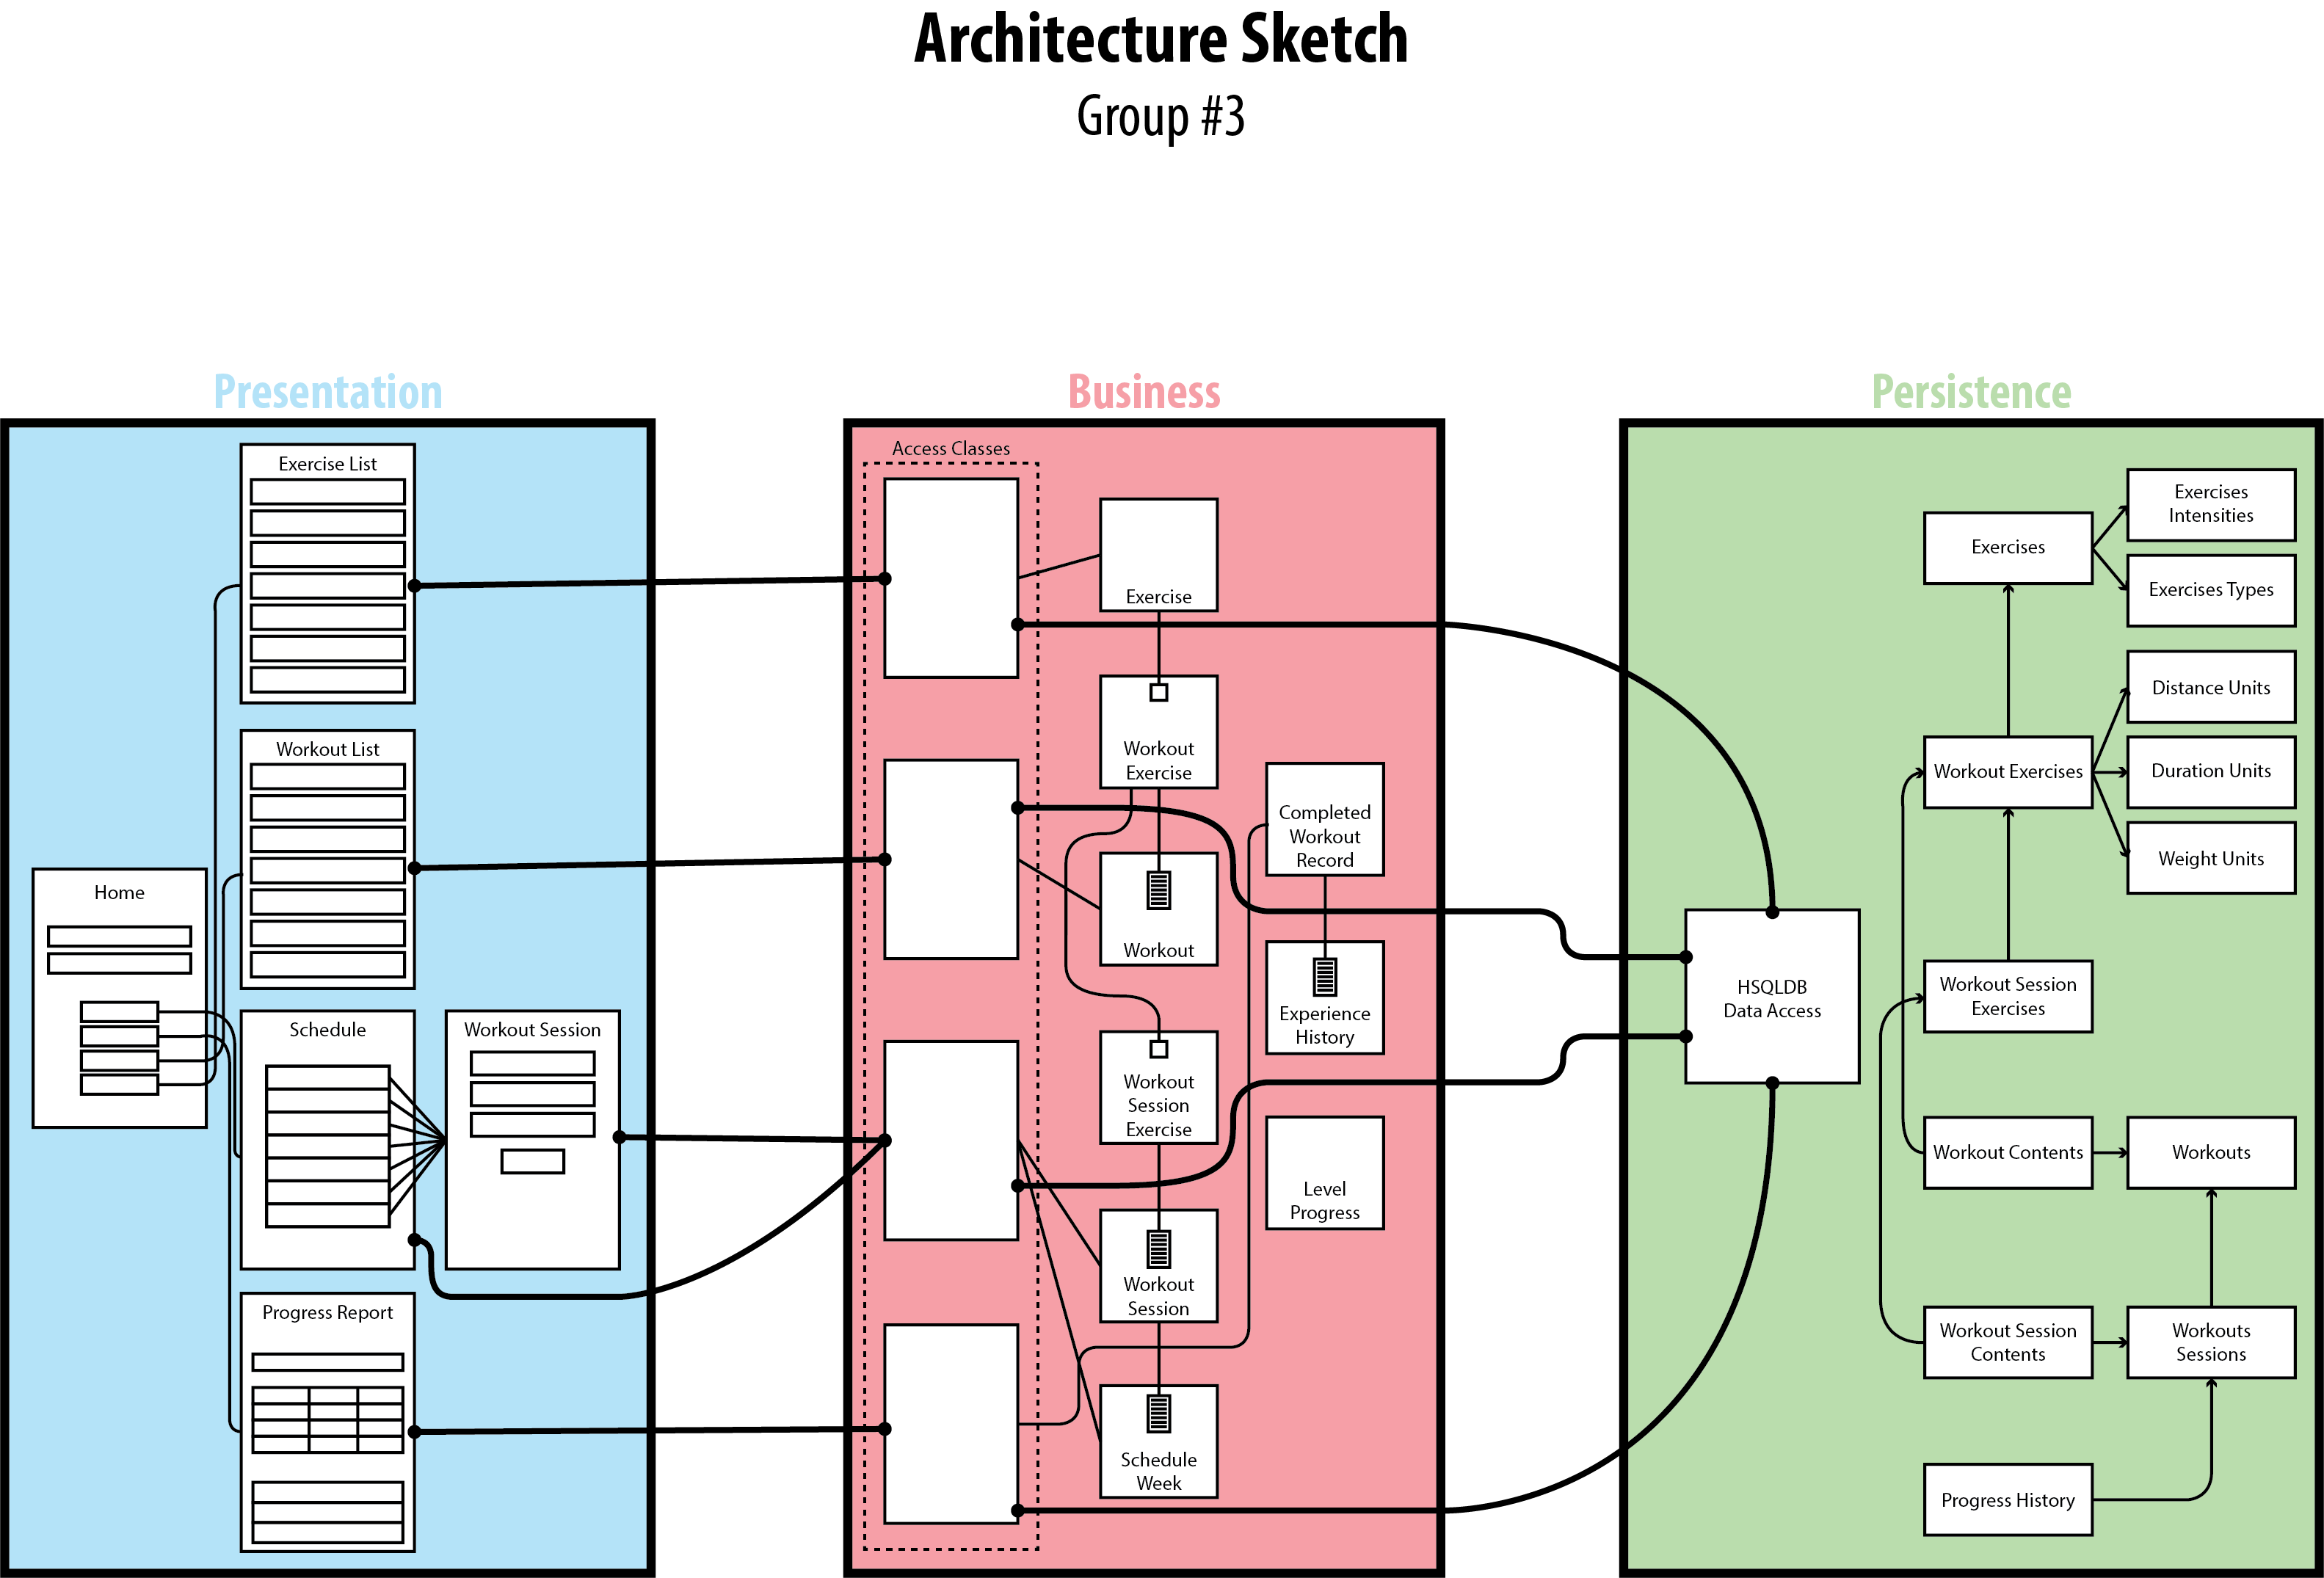 Architecture Sketch
Group #3
Presentation
Exercise List
Workout List
Home
Schedule
Workout Session
Progress Report
Business
Access Classes
Exercise
Workout
Exercise
Completed
Workout
Record
Workout
Experience
History
Workout
Session
Exercise
Level
Progress
Workout
Session
Schedule
Week
Persistence
HSQLDB
Data Access
Exercises
Exercises
Intensities
Exercises Types
Distance Units
Workout Exercises
Duration Units
Weight Units
Workout Session
Exercises
Workout Contents
Workouts
Workout Session
Contents
Workouts
Sessions
Progress History